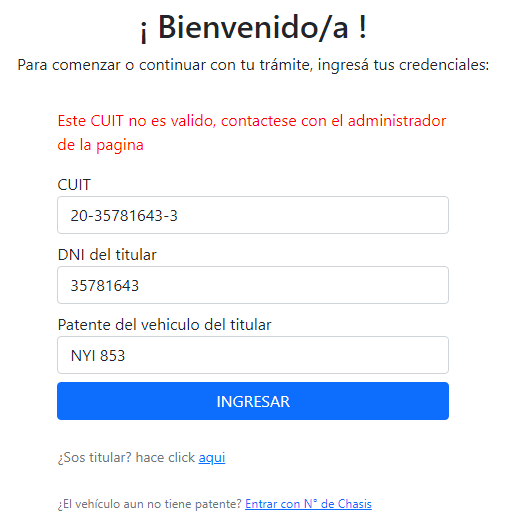 ¡ Bienvenido/a !
Para comenzar o continuar con tu trámite, ingresá tus credenciales:
Este CUIT no es valido, contactese con el administrador
de la pagina
CUIT
20-35781643-3
DNI del titular
35781643
Patente del vehiculo del titular
NYI 853
INGRESAR
¿Sos titular? hace click aqui
¿El vehículo aun no tiene patente? Entrar con N° de Chasis